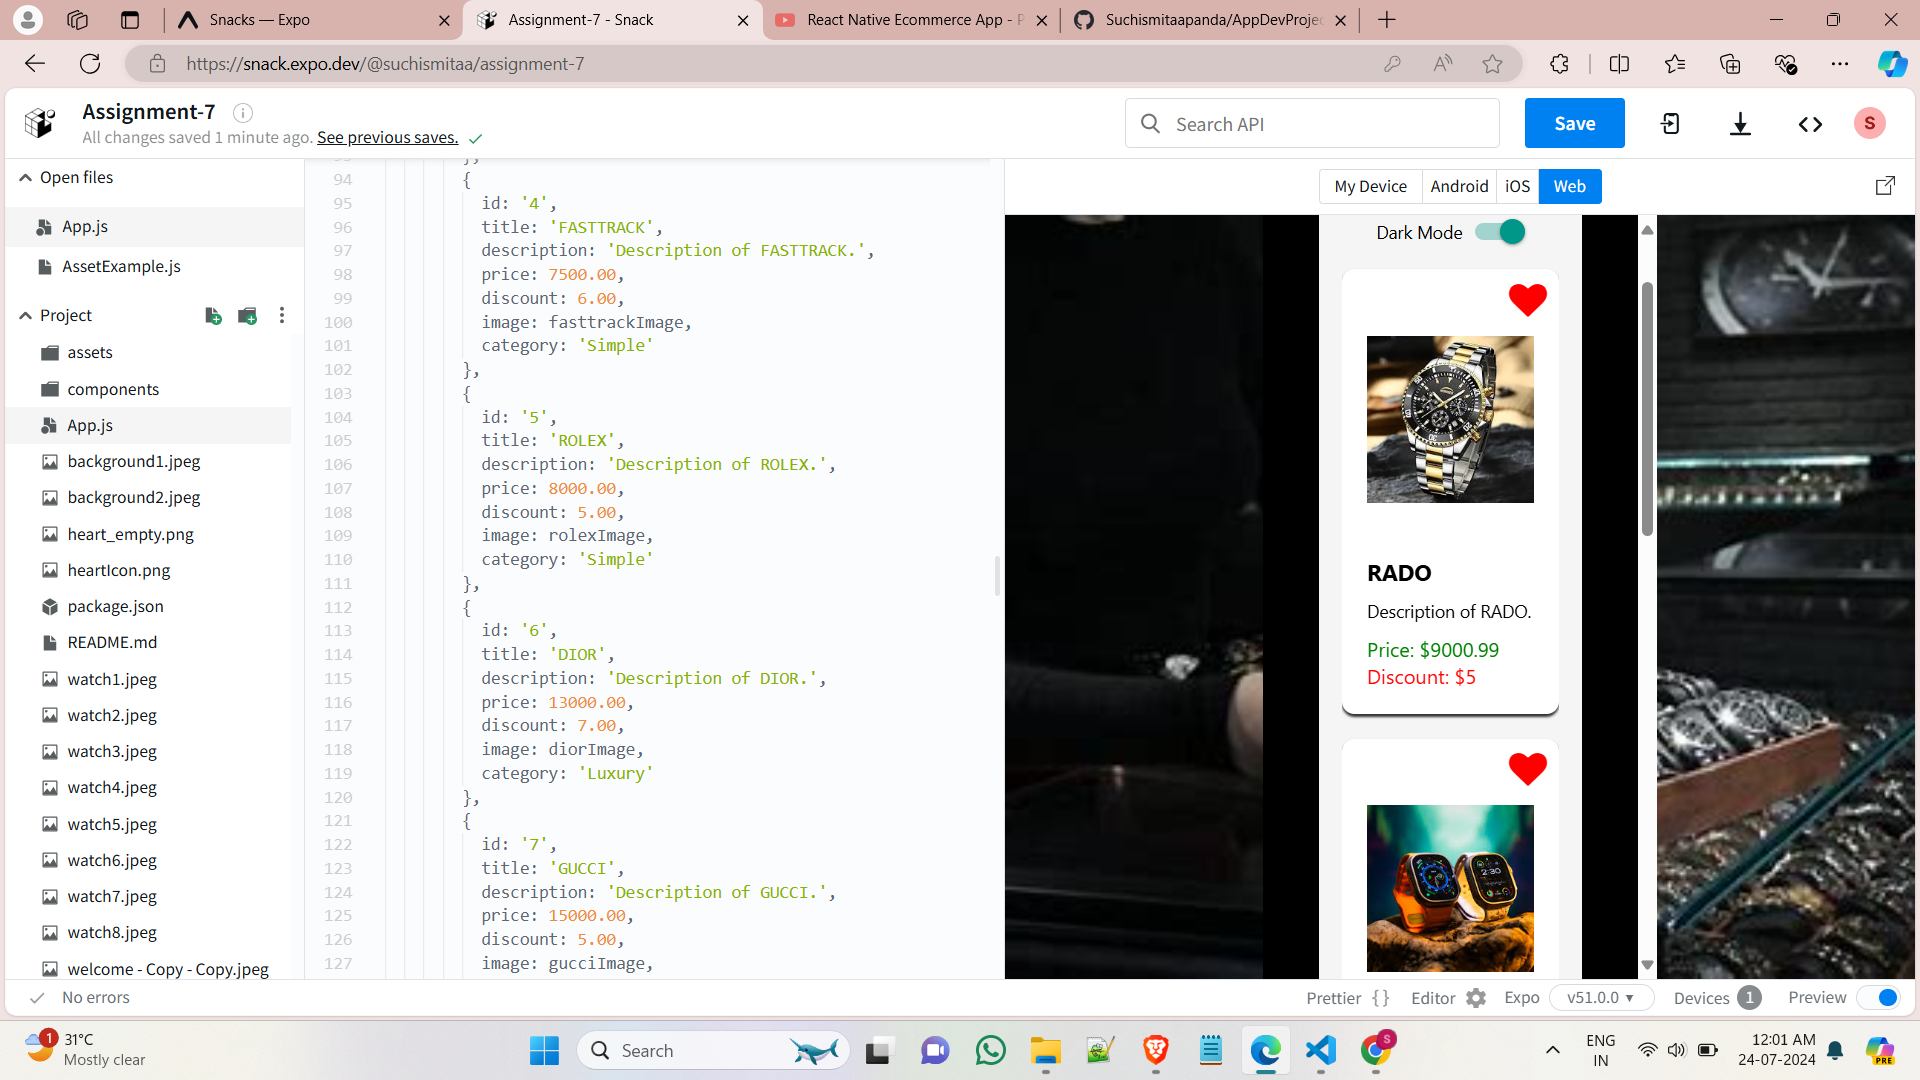 Snacks — Expo
Assignment-7 - Snack
React Native Ecommerce App - P
Suchismitaapanda/AppDevProjec
https://snack.expo.dev/@suchismitaa/assignment-7
Assignment-7
All changes saved 1 minute ago. See previous saves.
Search API
Save
S
Open files
App.js
AssetExample.js
Project
assets
components
App.js
background1.jpeg
background2.jpeg
heart_empty.png
heartIcon.png
package.json
README.md
watch1.jpeg
watch2.jpeg
watch3.jpeg
watch4.jpeg
watch5.jpeg
watch6.jpeg
watch7.jpeg
watch8.jpeg
welcome - Copy - Copy.jpeg
94 {
95 id: '4',
96 title: 'FASTTRACK',
97 description: 'Description of FASTTRACK.',
98 price: 7500.00,
99 discount: 6.00,
100 image: fasttrackImage,
101 category: 'Simple'
102 },
103 {
104 id: '5',
105 title: 'ROLEX',
106 description: 'Description of ROLEX.',
107 price: 8000.00,
108 discount: 5.00,
109 image: rolexImage,
110 category: 'Simple'
111 },
112 {
113 id: '6',
114 title: 'DIOR',
115 description: 'Description of DIOR.',
116 price: 13000.00,
117 discount: 7.00,
118 image: diorImage,
119 category: 'Luxury'
120 },
121 {
122 id: '7',
123 title: 'GUCCI',
124 description: 'Description of GUCCI.',
125 price: 15000.00,
126 discount: 5.00,
127 image: gucciImage,
My Device Android iOS Web
Dark Mode
RADO
Description of RADO.
Price: $9000.99
Discount: $5
2:30
No errors
Prettier {} Editor Expo v51.0.0 Devices 1 Preview
1
31°C
Mostly clear
Search
S
ENG
IN
12:01 AM
24-07-2024
PRE